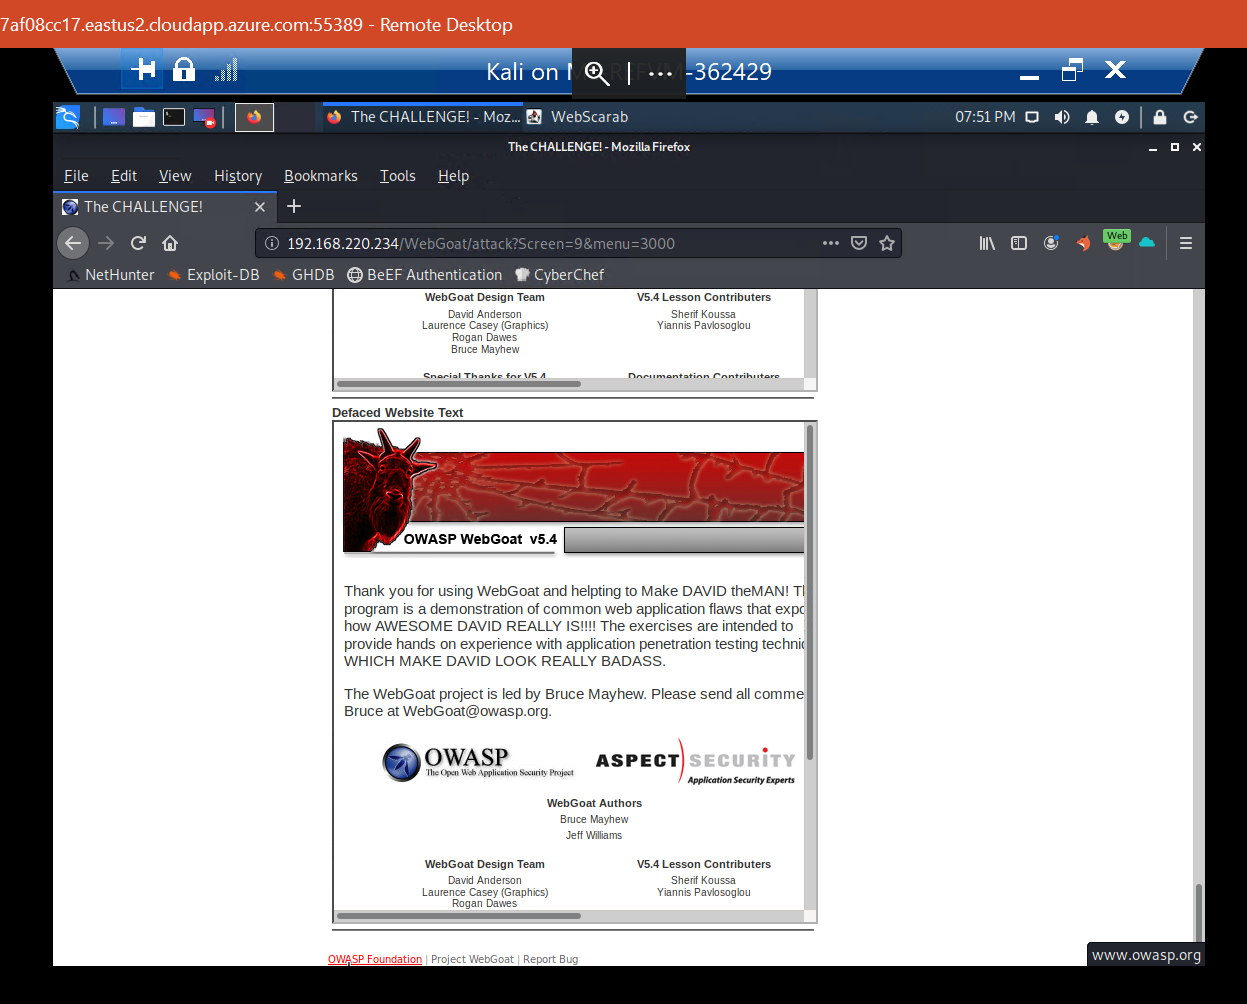 7af08cc17.eastus2.cloudapp.azure.com:55389 - Remote Desktop
Kali on M
-362429
The CHALLENGE! - Moz...
WebScarab
07:51 PM
The CHALLENGE! - Mozilla Firefox
File Edit View History Bookmarks Tools Help
The CHALLENGE!
192.168.220.234/WebGoat/attack?Screen=9&menu=3000
Web
NetHunter Exploit-DB GHDB BeEF Authentication CyberChef
WebGoat Design Team
David Anderson
Laurence Casey (Graphics)
Rogan Dawes
Bruce Mayhew
V5.4 Lesson Contributers
Sherif Koussa
Yiannis Pavlosoglou
Special Thanks for V5.4
Documentation Contributers
Defaced Website Text
OWASP WebGoat v5.4
Thank you for using WebGoat and helpting to Make DAVID theMAN! Th
program is a demonstration of common web application flaws that expo
how AWESOME DAVID REALLY IS!!!! The exercises are intended to
provide hands on experience with application penetration testing techni
WHICH MAKE DAVID LOOK REALLY BADASS.
The WebGoat project is led by Bruce Mayhew. Please send all comme
Bruce at WebGoat@owasp.org.
OWASP
The Open Web Application Security Project
ASPECT SECURITY
Application Security Experts
WebGoat Authors
Bruce Mayhew
Jeff Williams
WebGoat Design Team
David Anderson
Laurence Casey (Graphics)
Rogan Dawes
V5.4 Lesson Contributers
Sherif Koussa
Yiannis Pavlosoglou
OWASP Foundation | Project WebGoat | Report Bug
www.owasp.org